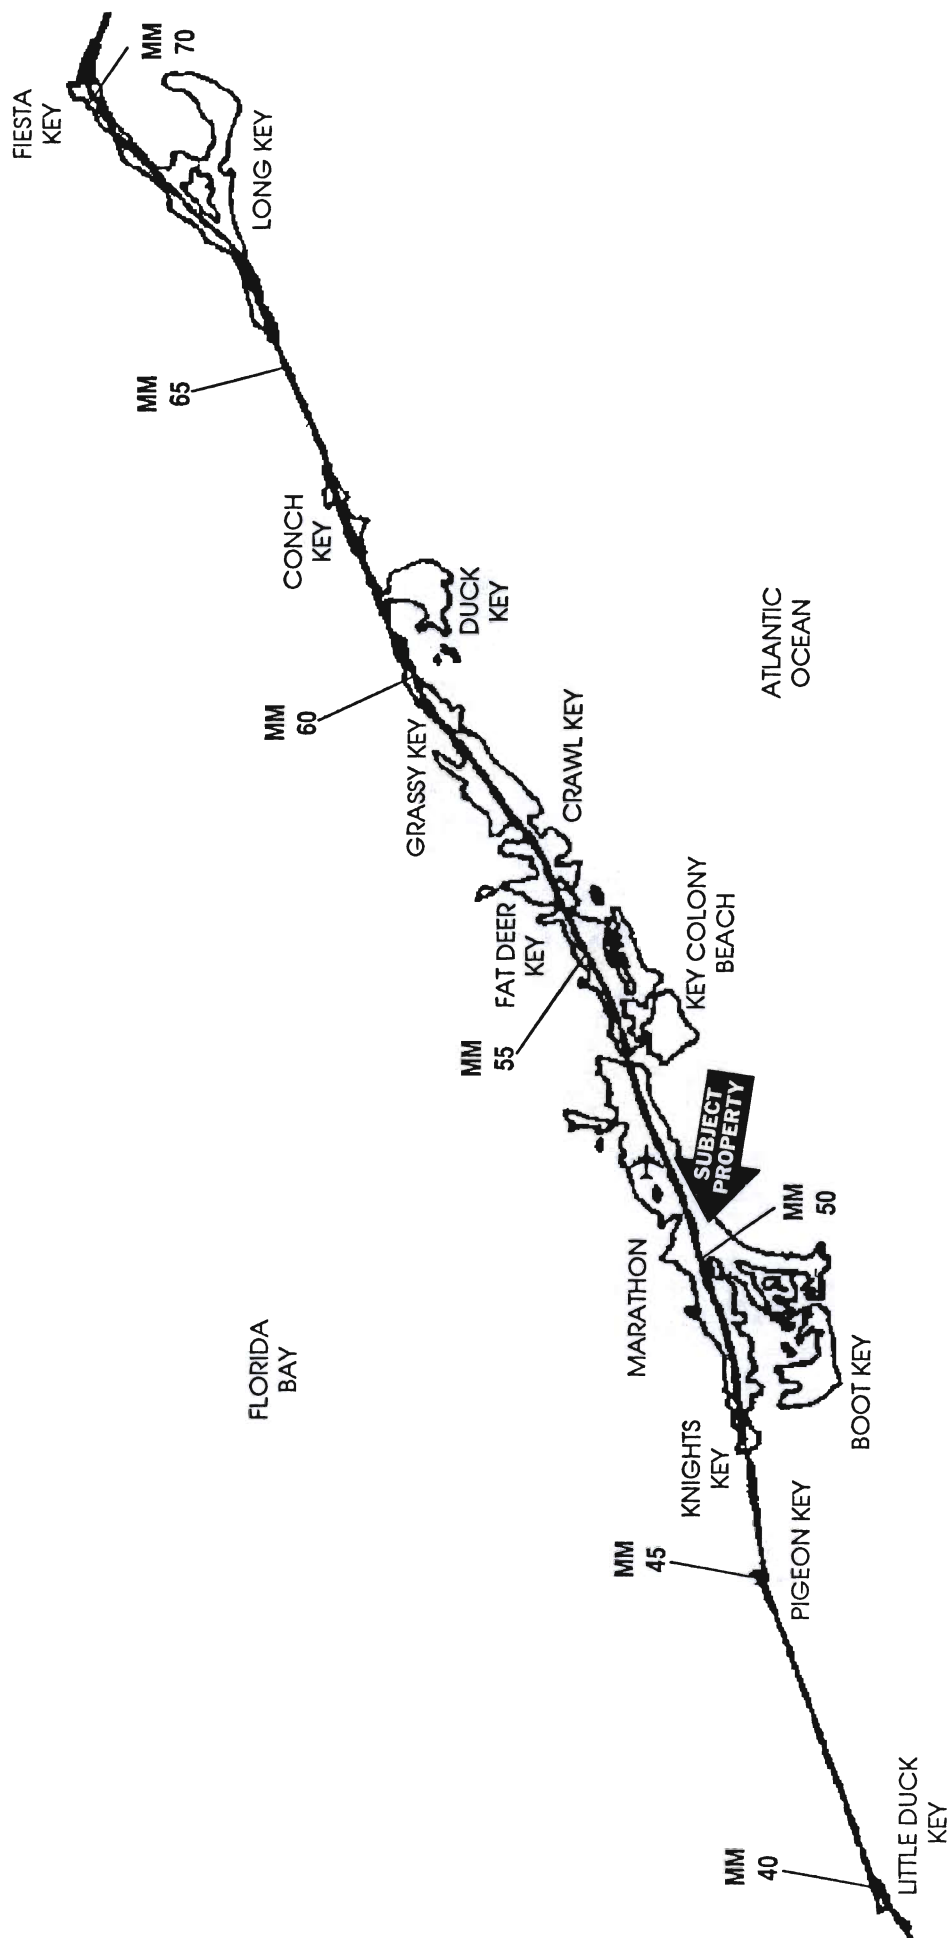 FIESTA
KEY
MM
70
LONG KEY
MM
65
CONCH
KEY
DUCK
KEY
MM
60
GRASSY KEY
CRAWL KEY
ATLANTIC
OCEAN
FAT DEER
KEY
KEY COLONY
BEACH
MM
55
SUBJECT
PROPERTY
MM
50
MARATHON
FLORIDA
BAY
BOOT KEY
KNIGHTS
KEY
MM
45
PIGEON KEY
MM
40
LITTLE DUCK
KEY